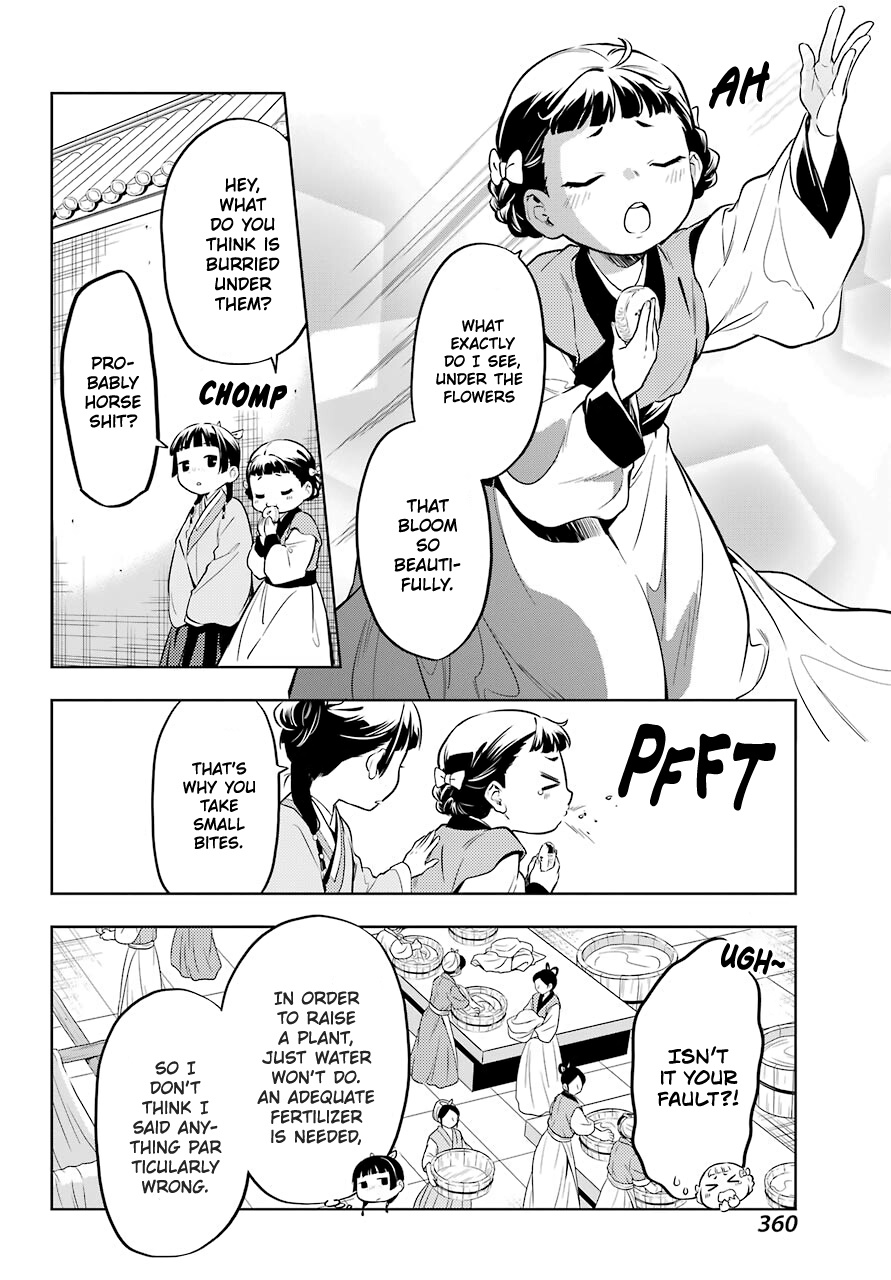 AH
WHAT
EXACTLY
DO I SEE,
UNDER THE
FLOWERS
THAT
BLOOM
SO
BEAUTI-
FULLY.
HEY,
WHAT
DO YOU
THINK IS
BURRIED
UNDER
THEM?
PRO-
BABLY
HORSE
SHIT?
CHOMP
PFFT
THAT'S
WHY YOU
TAKE
SMALL
BITES.
UGH~
ISN'T
IT YOUR
FAULT?!
IN ORDER
TO RAISE
A PLANT,
JUST WATER
WON'T DO.
AN ADEQUATE
FERTILIZER
IS NEEDED,
SO I
DON'T
THINK I
SAID ANY-
THING PAR
TICULARLY
WRONG.
360